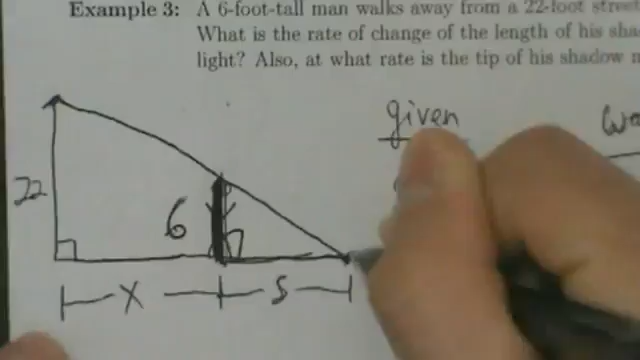 Example 3: A 6-foot-tall man walks away from a 22-foot
What is the rate of change of the length of his
light? Also, at what rate is the tip of his shadow
given
22
6
X
S